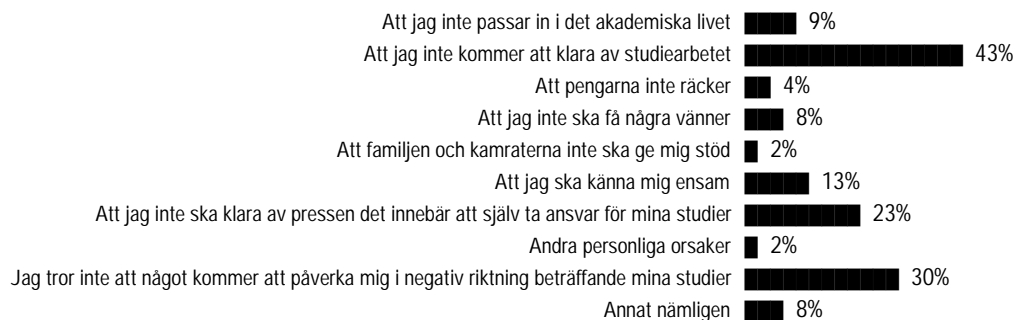 Att jag inte passar in i det akademiska livet 9%
Att jag inte kommer att klara av studiearbetet 43%
Att pengarna inte räcker 4%
Att jag inte ska få några vänner 8%
Att familjen och kamraterna inte ska ge mig stöd 2%
Att jag ska känna mig ensam 13%
Att jag inte ska klara av pressen det innebär att själv ta ansvar för mina studier 23%
Andra personliga orsaker 2%
Jag tror inte att något kommer att påverka mig i negativ riktning beträffande mina studier 30%
Annat nämligen 8%